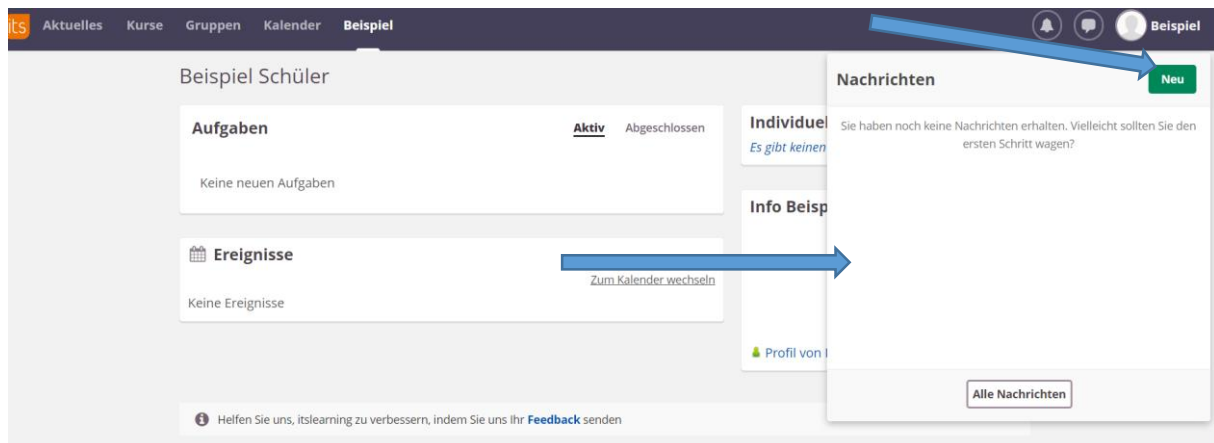 its Aktuelles Kurse Gruppen Kalender Beispiel Beispiel
Beispiel Schüler
Aufgaben Aktiv Abgeschlossen
Keine neuen Aufgaben
Ereignisse
Zum Kalender wechseln
Keine Ereignisse
Individuel
Es gibt keinen
Info Beisp
Profil von
Nachrichten Neu
Sie haben noch keine Nachrichten erhalten. Vielleicht sollten Sie den
ersten Schritt wagen?
Alle Nachrichten
Helfen Sie uns, itslearning zu verbessern, indem Sie uns Ihr Feedback senden